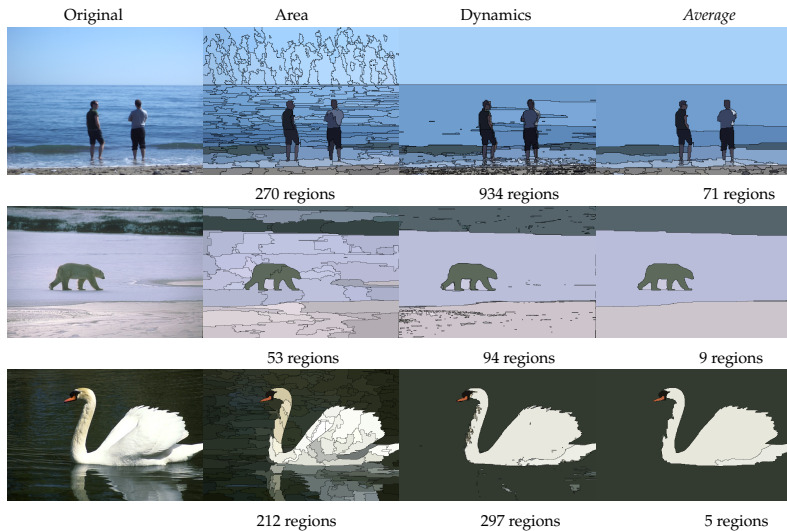 Original Area Dynamics Average
270 regions 934 regions 71 regions
53 regions 94 regions 9 regions
212 regions 297 regions 5 regions